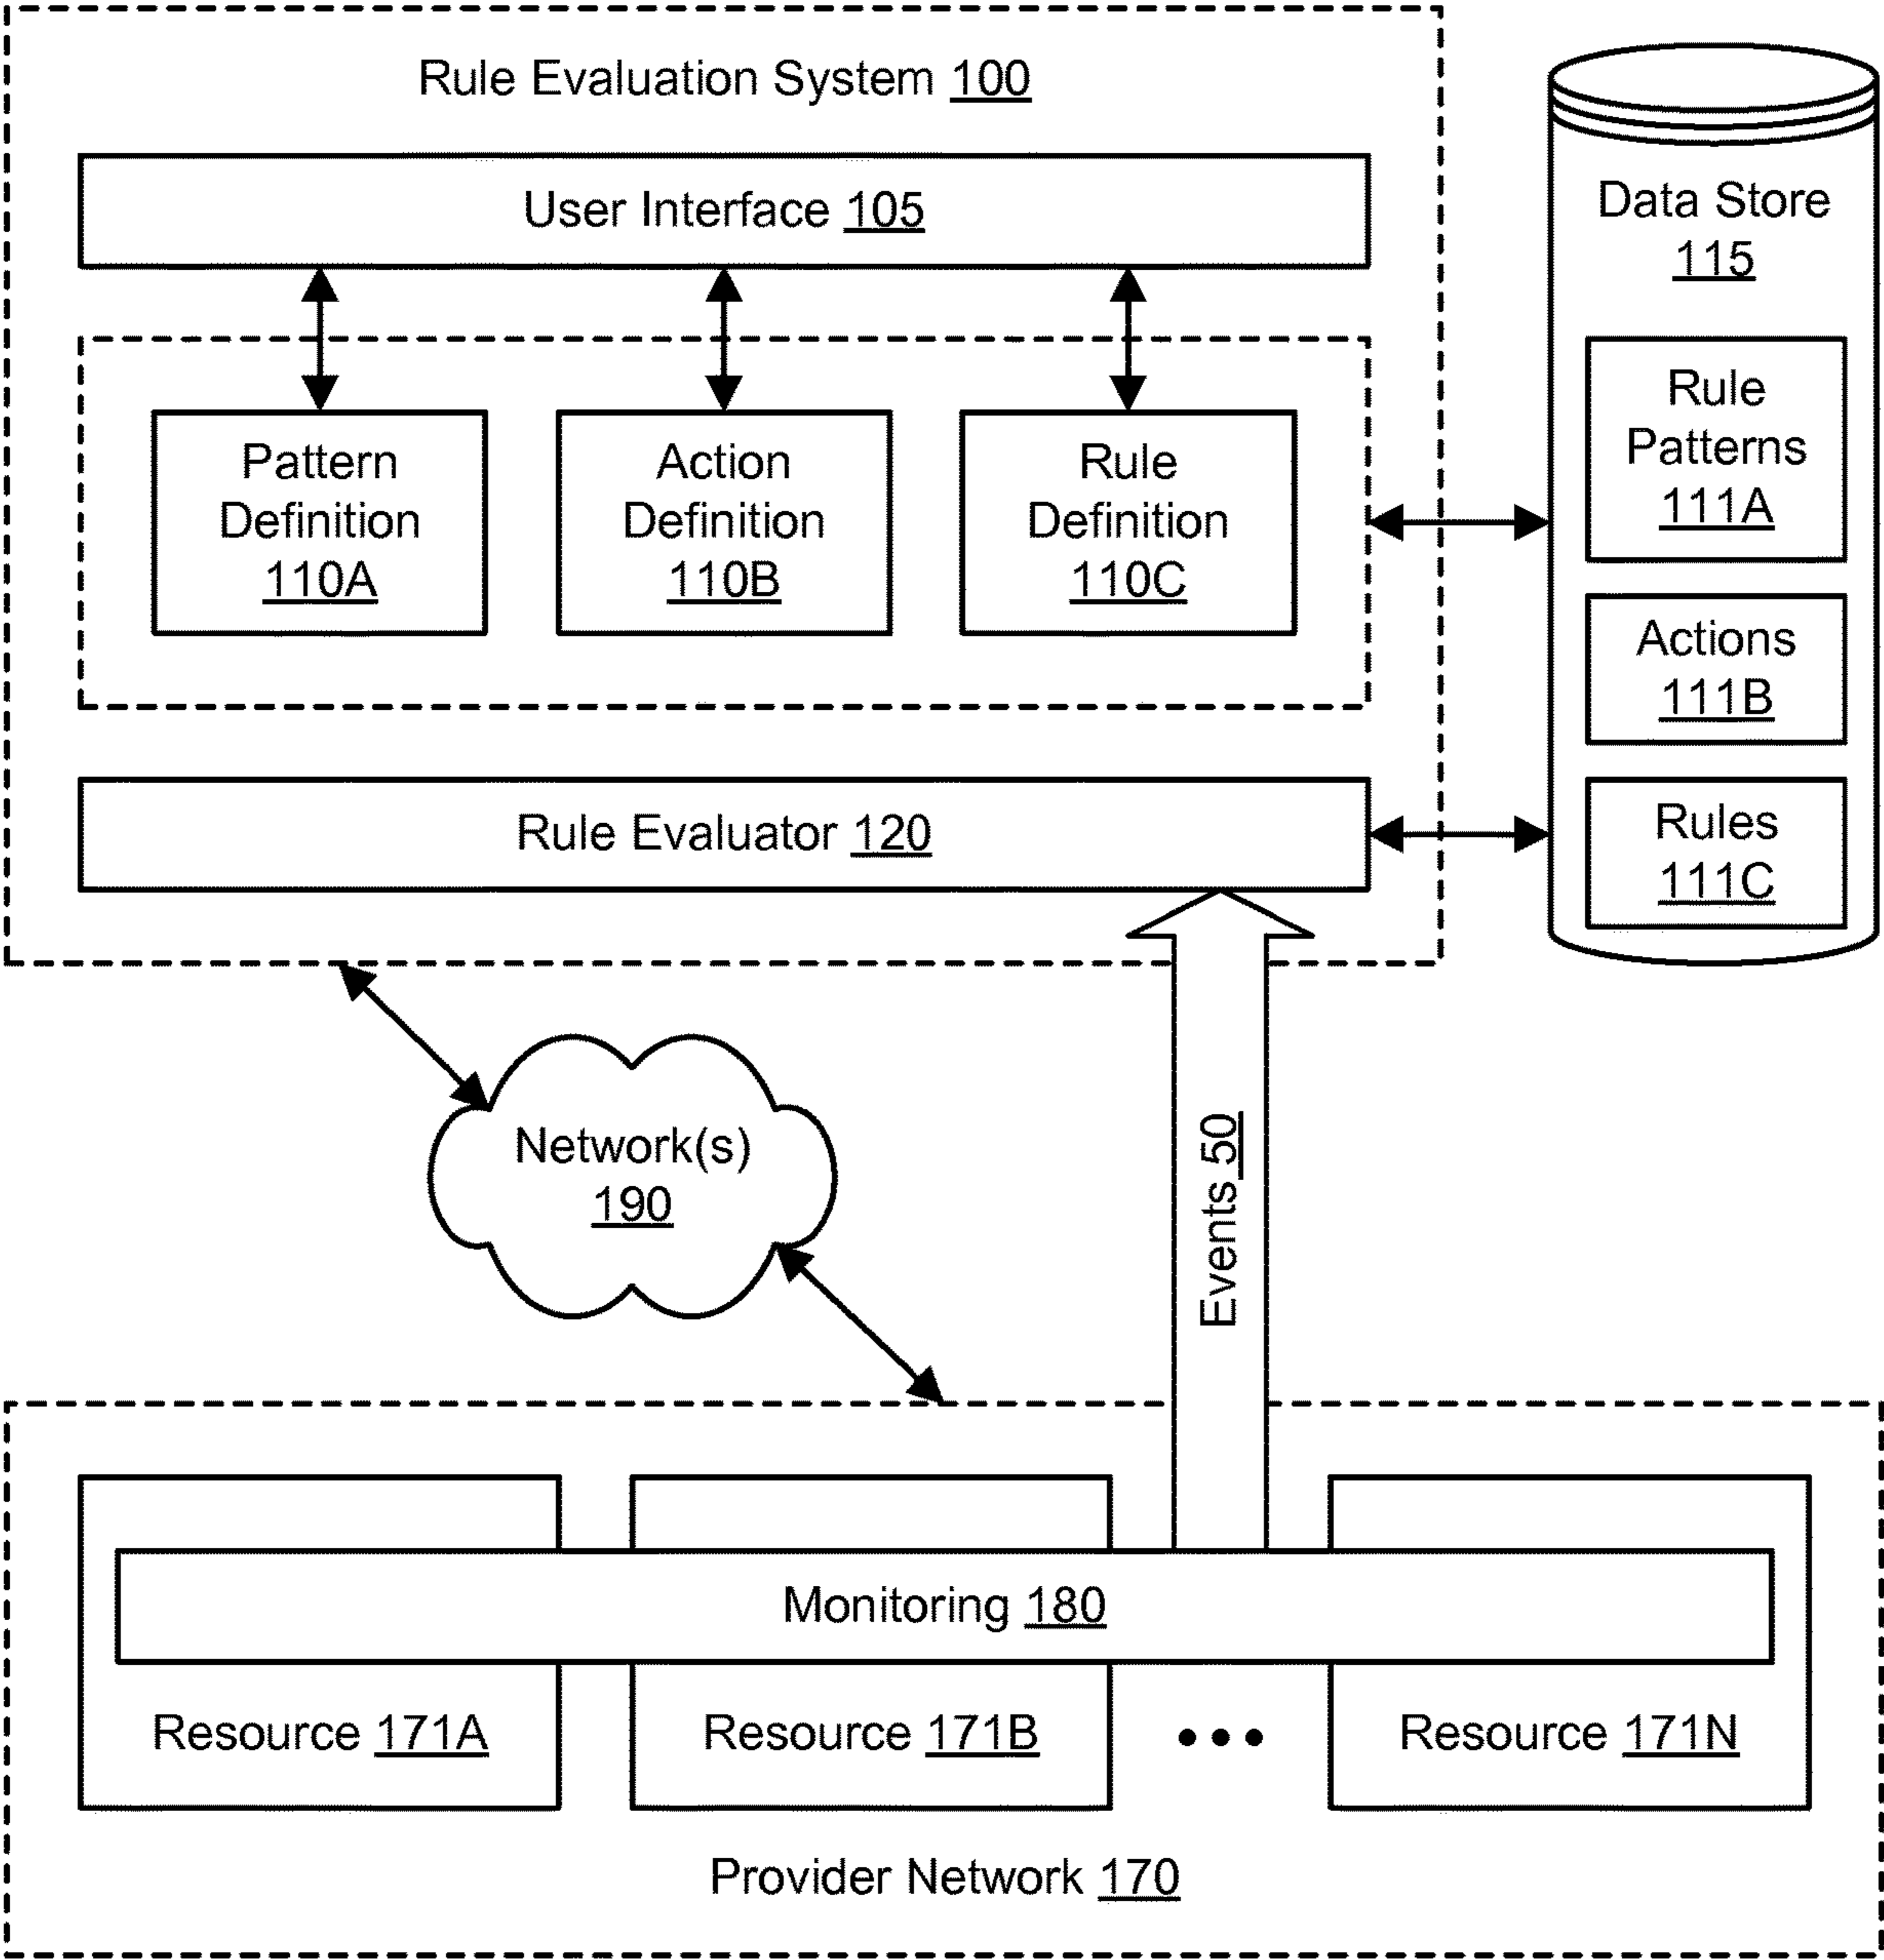 Rule Evaluation System 100
User Interface 105
Pattern
Definition
110A
Action
Definition
110B
Rule
Definition
110C
Rule Evaluator 120
Data Store
115
Rule
Patterns
111A
Actions
111B
Rules
111C
Network(s)
190
Events 50
Monitoring 180
Resource 171A
Resource 171B
•••
Resource 171N
Provider Network 170